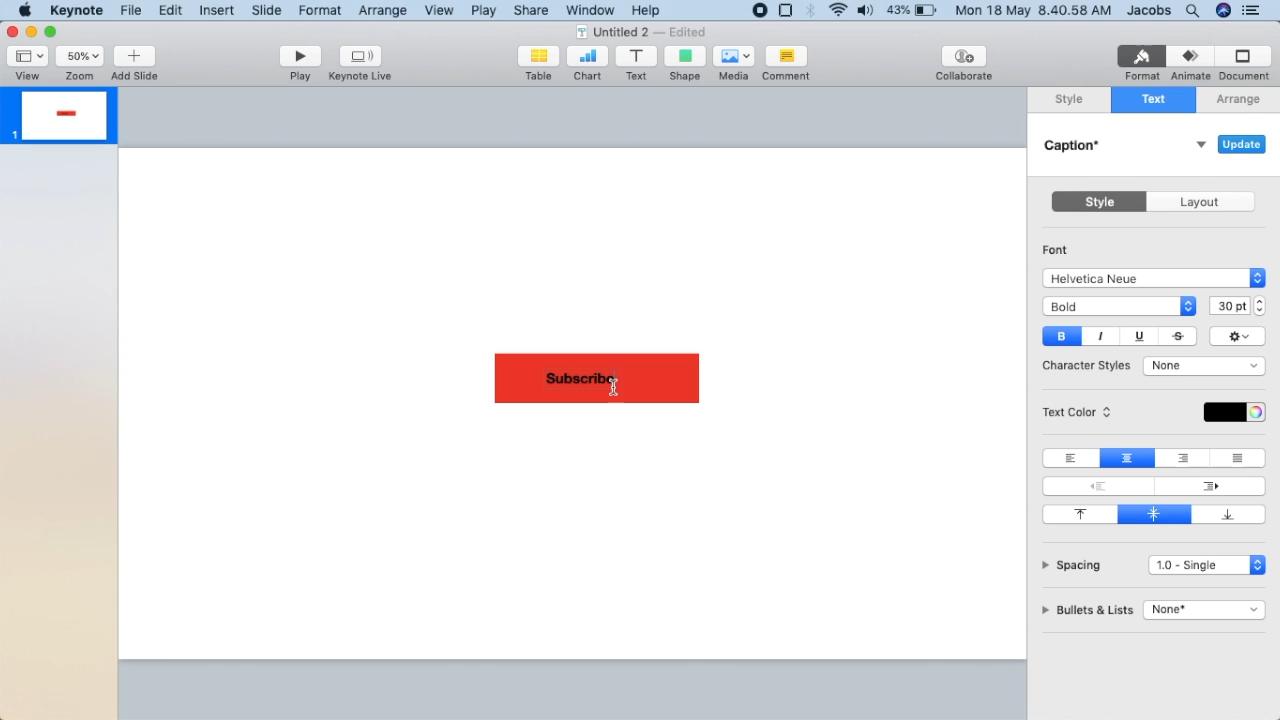 Keynote File Edit Insert Slide Format Arrange View Play Share Window Help 43% Mon 18 May 8.40.58 AM Jacobs
Untitled 2 — Edited
50%
View Zoom Add Slide Play Keynote Live Table Chart Text Shape Media Comment Collaborate Format Animate Document
Style Text Arrange
1
Caption* Update
Style Layout
Font
Helvetica Neue
Bold 30 pt
B I U S
Character Styles None
Subscribe
Text Color
Spacing 1.0 - Single
Bullets & Lists None*